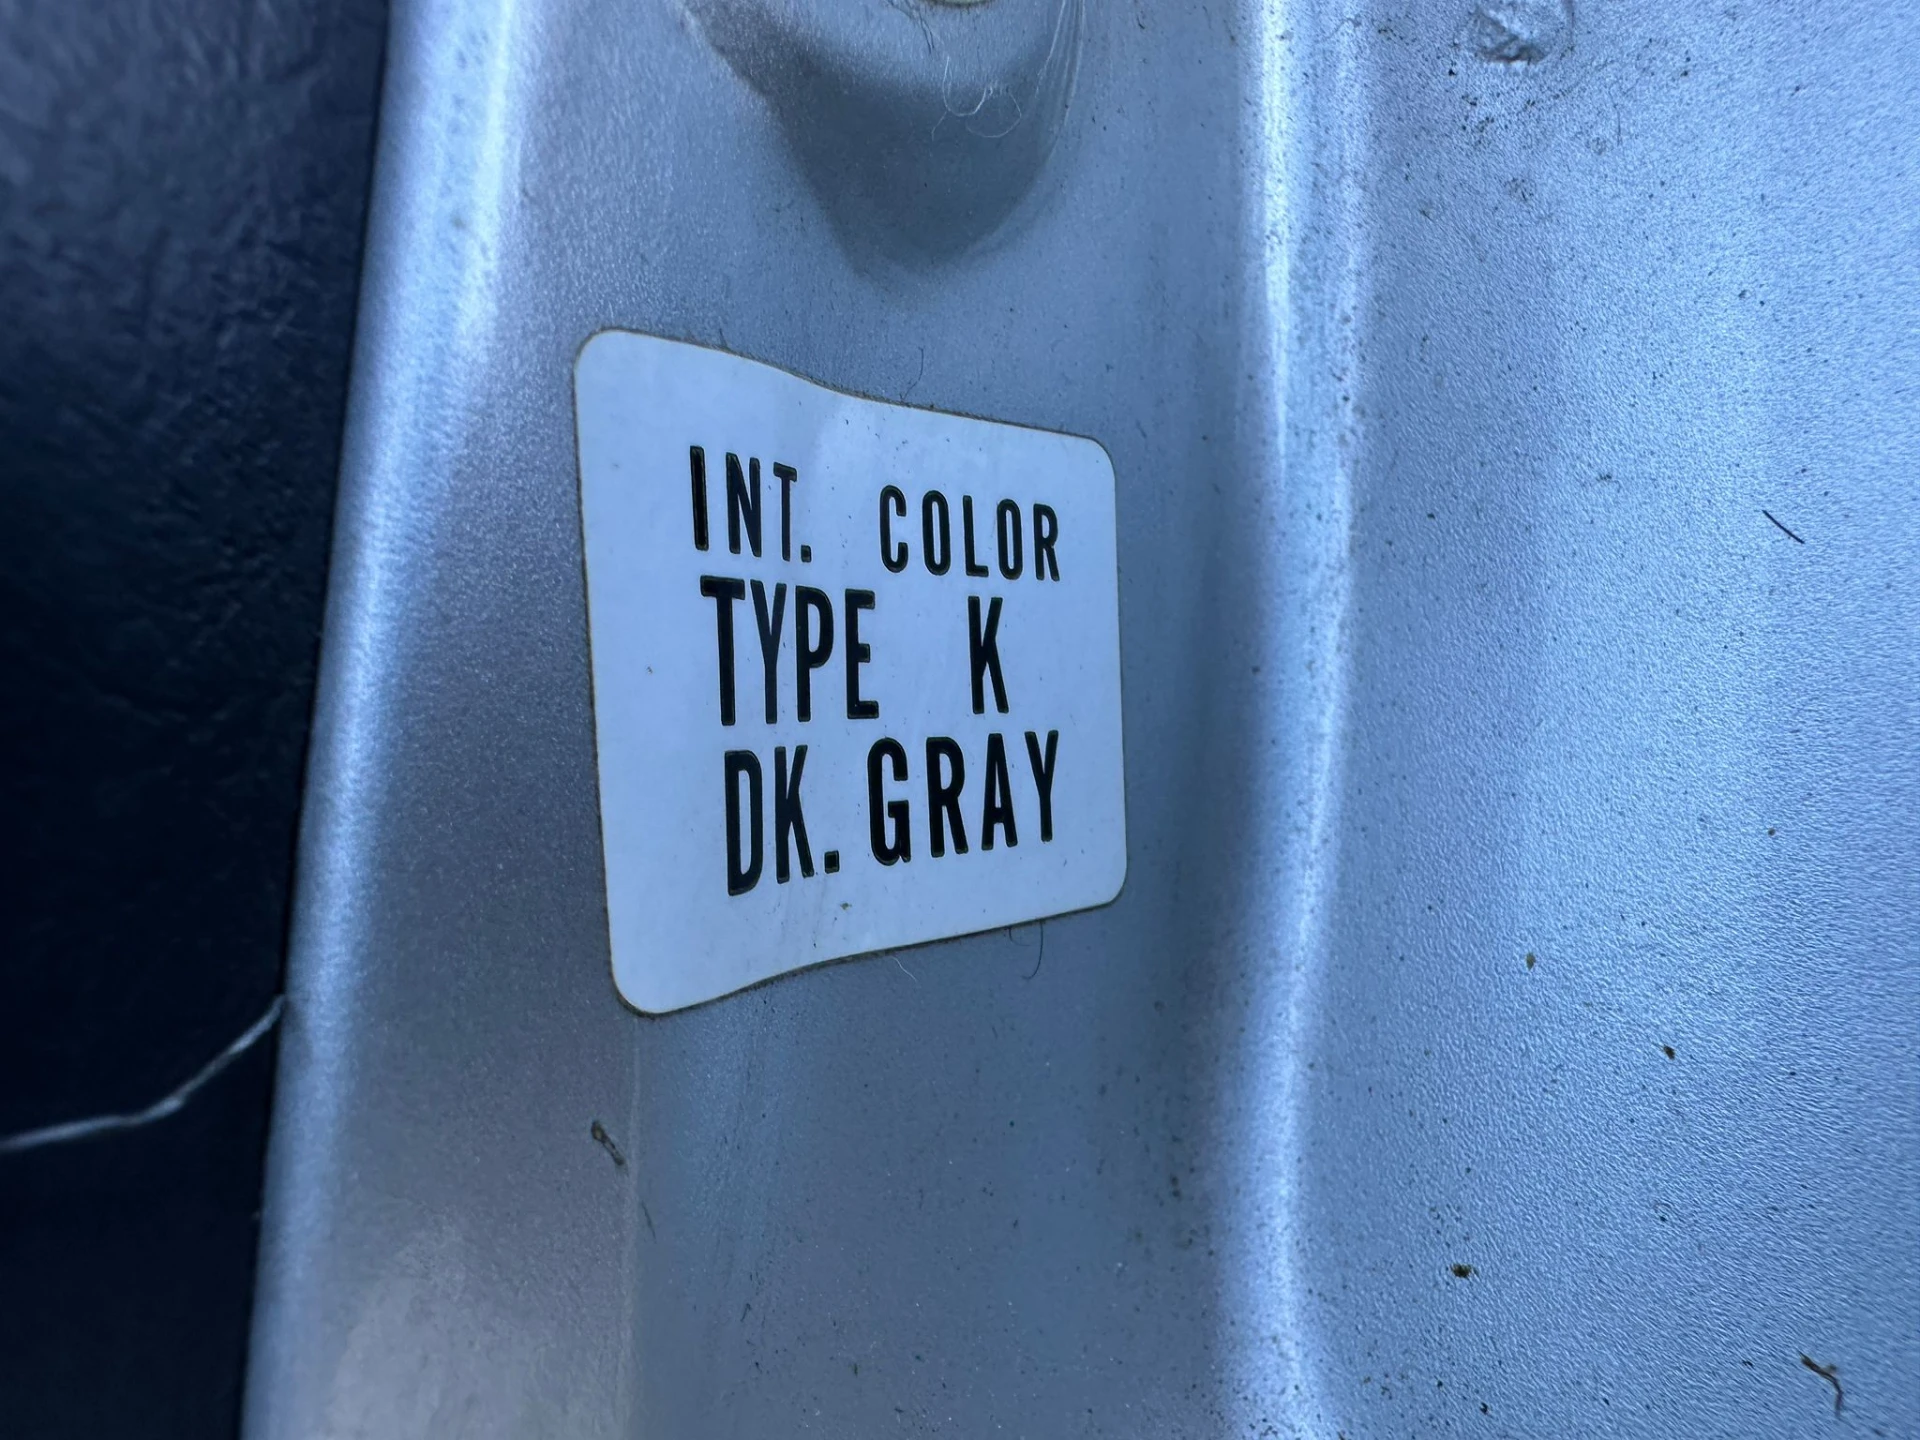 INT. COLOR
TYPE K
DK. GRAY